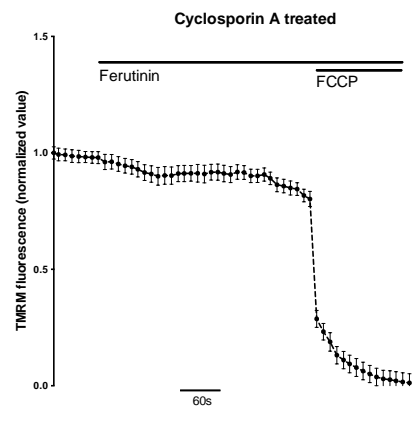 Cyclosporin A treated
1.5
Ferutinin
FCCP
1.0
TMRM fluorescence (normalized value)
0.5
0.0
60s